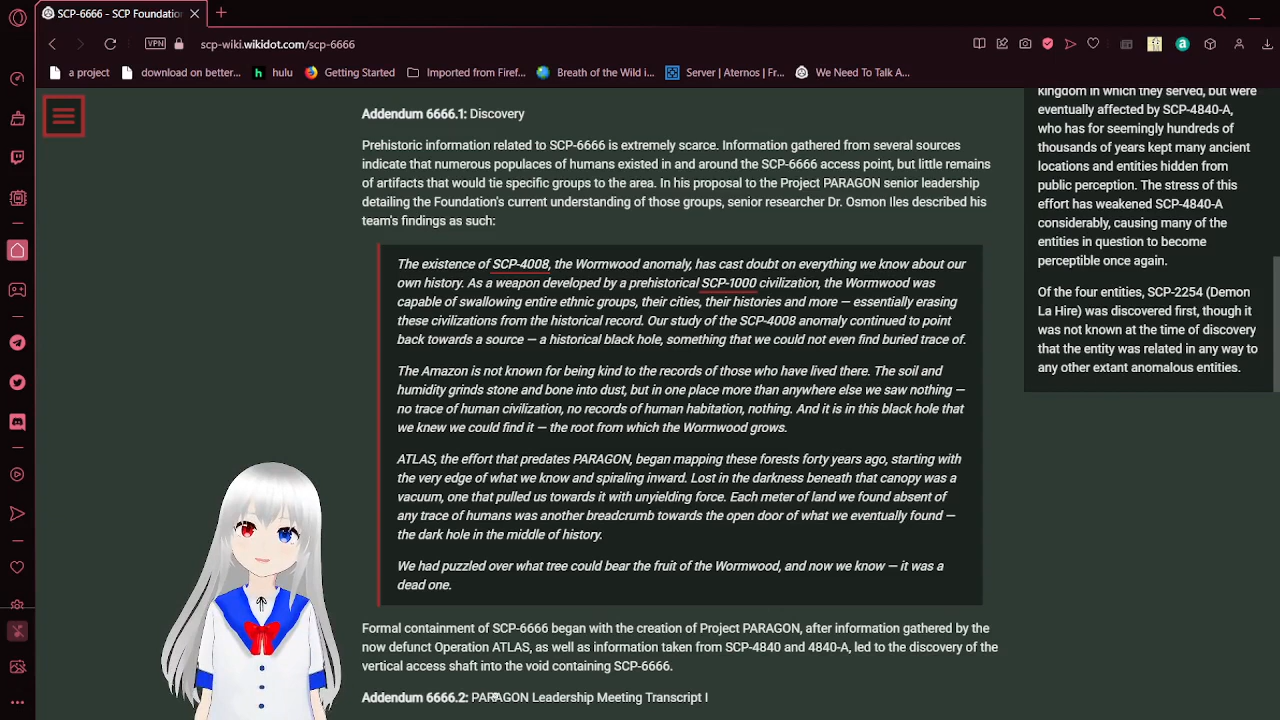 SCP-6666 - SCP Foundation
scp-wiki.wikidot.com/scp-6666
VPN
a project
download on better...
hulu
Getting Started
Imported from Firef...
Breath of the Wild i...
Server | Aternos | Fr...
We Need To Talk A...
Addendum 6666.1: Discovery
Prehistoric information related to SCP-6666 is extremely scarce. Information gathered from several sources
indicate that numerous populaces of humans existed in and around the SCP-6666 access point, but little remains
of artifacts that would tie specific groups to the area. In his proposal to the Project PARAGON senior leadership
detailing the Foundation's current understanding of those groups, senior researcher Dr. Osmon Iles described his
team's findings as such:
The existence of SCP-4008, the Wormwood anomaly, has cast doubt on everything we know about our
own history. As a weapon developed by a prehistorical SCP-1000 civilization, the Wormwood was
capable of swallowing entire ethnic groups, their cities, their histories and more — essentially erasing
these civilizations from the historical record. Our study of the SCP-4008 anomaly continued to point
back towards a source — a historical black hole, something that we could not even find buried trace of.
The Amazon is not known for being kind to the records of those who have lived there. The soil and
humidity grinds stone and bone into dust, but in one place more than anywhere else we saw nothing —
no trace of human civilization, no records of human habitation, nothing. And it is in this black hole that
we knew we could find it — the root from which the Wormwood grows.
ATLAS, the effort that predates PARAGON, began mapping these forests forty years ago, starting with
the very edge of what we know and spiraling inward. Lost in the darkness beneath that canopy was a
vacuum, one that pulled us towards it with unyielding force. Each meter of land we found absent of
any trace of humans was another breadcrumb towards the open door of what we eventually found —
the dark hole in the middle of history.
We had puzzled over what tree could bear the fruit of the Wormwood, and now we know — it was a
dead one.
Formal containment of SCP-6666 began with the creation of Project PARAGON, after information gathered by the
now defunct Operation ATLAS, as well as information taken from SCP-4840 and 4840-A, led to the discovery of the
vertical access shaft into the void containing SCP-6666.
Addendum 6666.2: PARAGON Leadership Meeting Transcript I
kingdom in which they served, but were
eventually affected by SCP-4840-A,
who has for seemingly hundreds of
thousands of years kept many ancient
locations and entities hidden from
public perception. The stress of this
effort has weakened SCP-4840-A
considerably, causing many of the
entities in question to become
perceptible once again.
Of the four entities, SCP-2254 (Demon
La Hire) was discovered first, though it
was not known at the time of discovery
that the entity was related in any way to
any other extant anomalous entities.